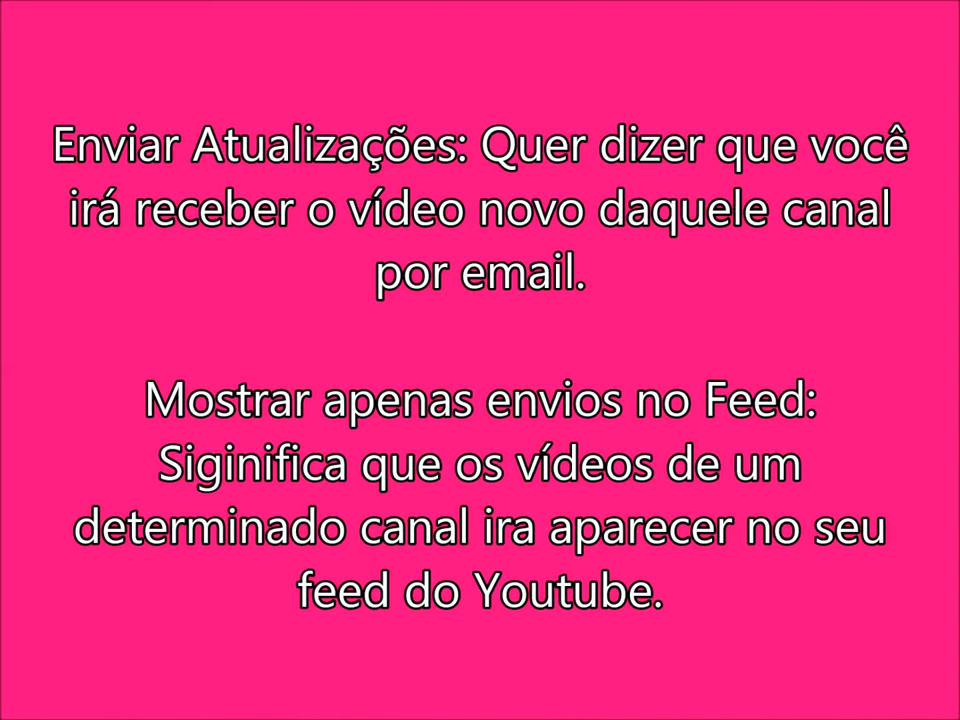 Enviar Atualizações: Quer dizer que você
irá receber o vídeo novo daquele canal
por email.
Mostrar apenas envios no Feed:
Siginifica que os vídeos de um
determinado canal ira aparecer no seu
feed do Youtube.